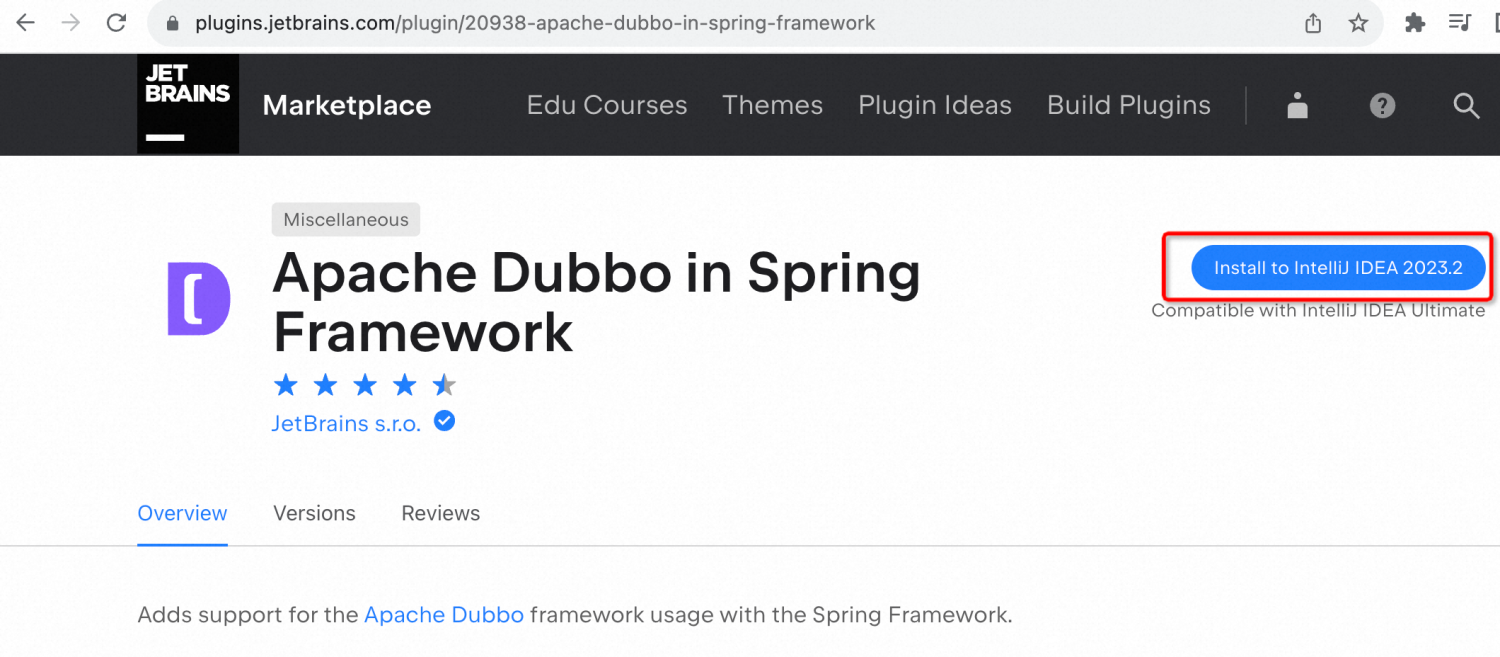 plugins.jetbrains.com/plugin/20938-apache-dubbo-in-spring-framework
JET
BRAINS
Marketplace
Edu Courses
Themes
Plugin Ideas
Build Plugins
?
Miscellaneous
Apache Dubbo in Spring
Framework
Install to IntelliJ IDEA 2023.2
Compatible with IntelliJ IDEA Ultimate
JetBrains s.r.o.
Overview
Versions
Reviews
Adds support for the Apache Dubbo framework usage with the Spring Framework.